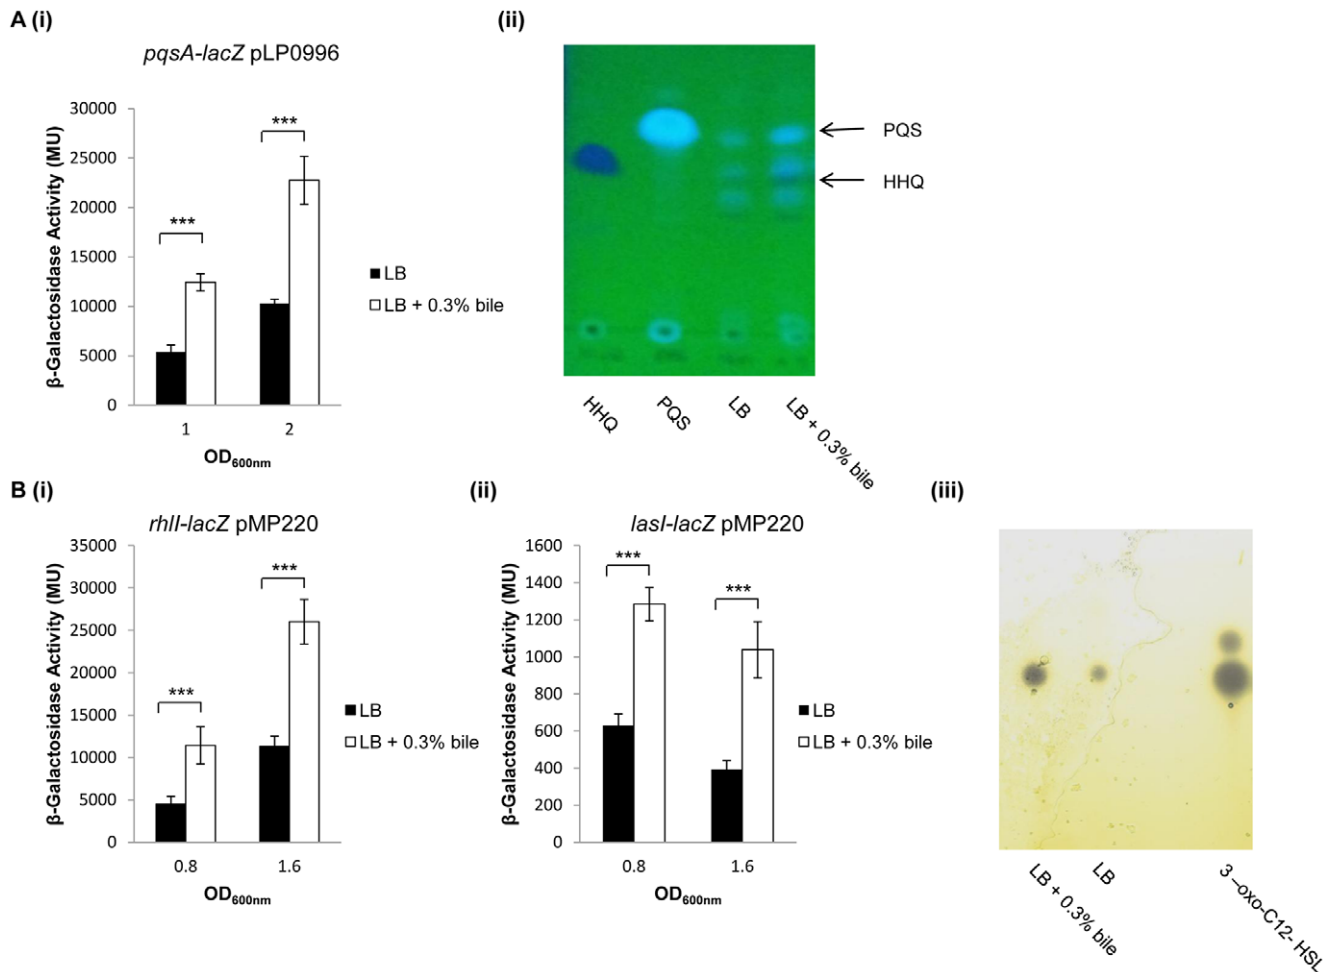 A (i)
pqsA-lacZ pLP0996
β-Galactosidase Activity (MU)
30000
25000
20000
15000
10000
5000
0
***
***
1
2
OD600nm
LB
LB + 0.3% bile
(ii)
PQS
HHQ
HHQ
PQS
LB
LB + 0.3% bile
B (i)
rhlI-lacZ pMP220
β-Galactosidase Activity (MU)
35000
30000
25000
20000
15000
10000
5000
0
***
***
0.8
1.6
OD600nm
LB
LB + 0.3% bile
(ii)
lasI-lacZ pMP220
β-Galactosidase Activity (MU)
1600
1400
1200
1000
800
600
400
200
0
***
***
0.8
1.6
OD600nm
LB
LB + 0.3% bile
(iii)
LB + 0.3% bile
LB
3 –oxo-C12- HSL